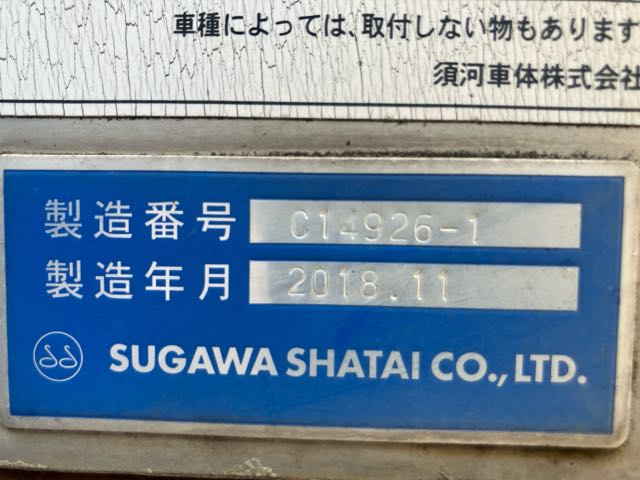 車種によっては、取付しない物もあります
須河車体株式会社
製造番号 C14926-1
製造年月 2018.11
SUGAWA SHATAI CO., LTD.